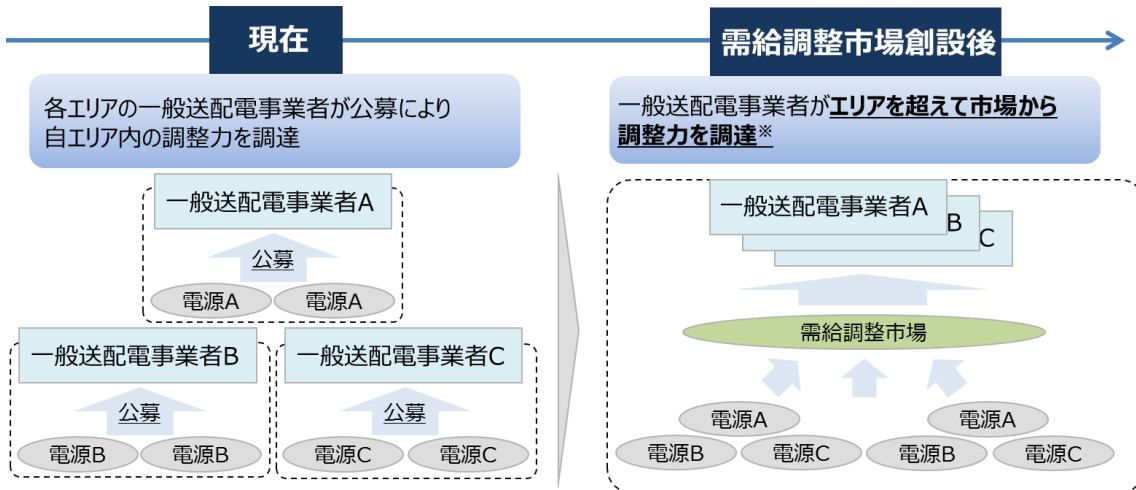 現在
各エリアの一般送配電事業者が公募により
自エリア内の調整力を調達
一般送配電事業者A
公募
電源A
電源A
一般送配電事業者B
公募
電源B
電源B
一般送配電事業者C
公募
電源C
電源C
需給調整市場創設後
一般送配電事業者がエリアを超えて市場から
調整力を調達※
一般送配電事業者A
B
C
需給調整市場
電源A
電源B
電源C
電源A
電源B
電源C